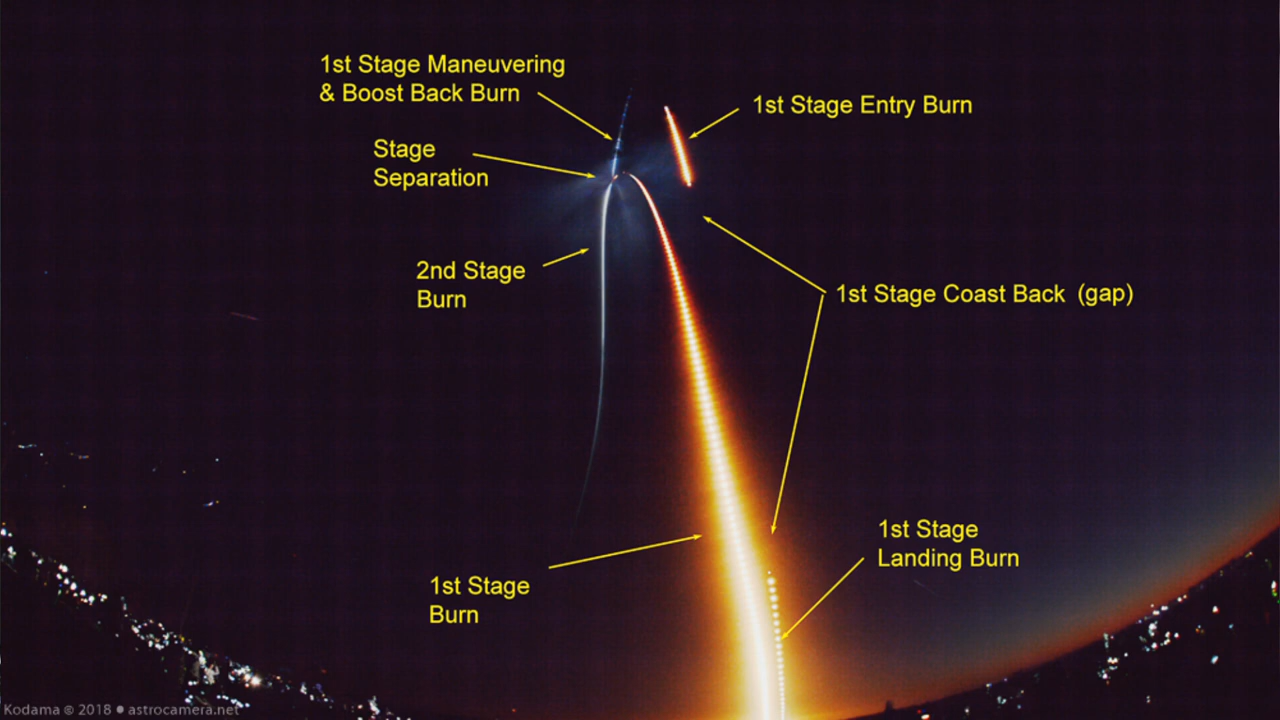 1st Stage Maneuvering
& Boost Back Burn
1st Stage Entry Burn
Stage
Separation
2nd Stage
Burn
1st Stage Coast Back (gap)
1st Stage
Landing Burn
1st Stage
Burn
Kodama © 2018 ● astrocamera.net